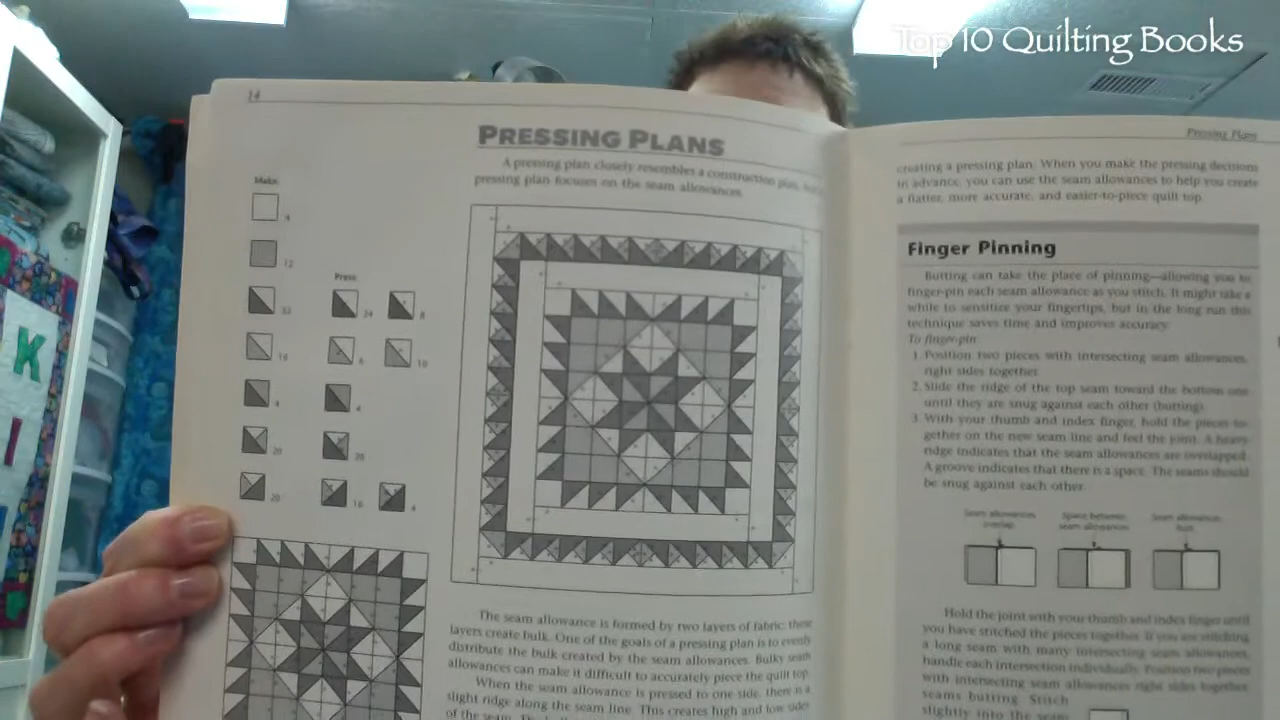 Top 10 Quilting Books
14
PRESSING PLANS
A pressing plan closely resembles a construction plan,
pressing plan focuses on the seam allowances.
Make:
4
12
Press:
24
8
6
10
4
4
20
20
20
16
4
The seam allowance is formed by two layers of fabric; these
layers create bulk. One of the goals of a pressing plan is to evenly
distribute the bulk created by the seam allowances. Bulky seam
allowances can make it difficult to accurately piece the quilt top.
When the seam allowance is pressed to one side, there is a
slight ridge along the seam line. This creates high and low sides
of the seam.
Pressing Plans
creating a pressing plan. When you make the pressing decisions
in advance, you can use the seam allowances to help you create
a flatter, more accurate, and easier-to-piece quilt top.
Finger Pinning
Butting can take the place of pinning—allowing you to
finger-pin each seam allowance as you stitch. It might take a
while to sensitize your fingertips, but in the long run this
technique saves time and improves accuracy.
To finger-pin:
1. Position two pieces with intersecting seam allowances,
right sides together.
2. Slide the ridge of the top seam toward the bottom one
until they are snug against each other (butting).
3. With your thumb and index finger, hold the pieces to-
gether on the new seam line and feel the joint. A heavy
ridge indicates that the seam allowances are overlapped.
A groove indicates that there is a space. The seams should
be snug against each other.
Seam allowances
overlap.
Space between
seam allowances
Seam allowances
butt.
Hold the joint with your thumb and index finger until
you have stitched the pieces together. If you are stitching
a long seam with many intersecting seam allowances,
handle each intersection individually. Position two pieces
with intersecting seam allowances right sides together,
seams butting. Stitch
slightly into the seam
K
I